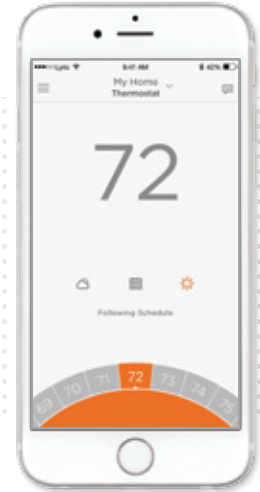 Lyric 9:41 AM 42%
My Home
Thermostat
72
Following Schedule
69 70 71 72 73 74 75